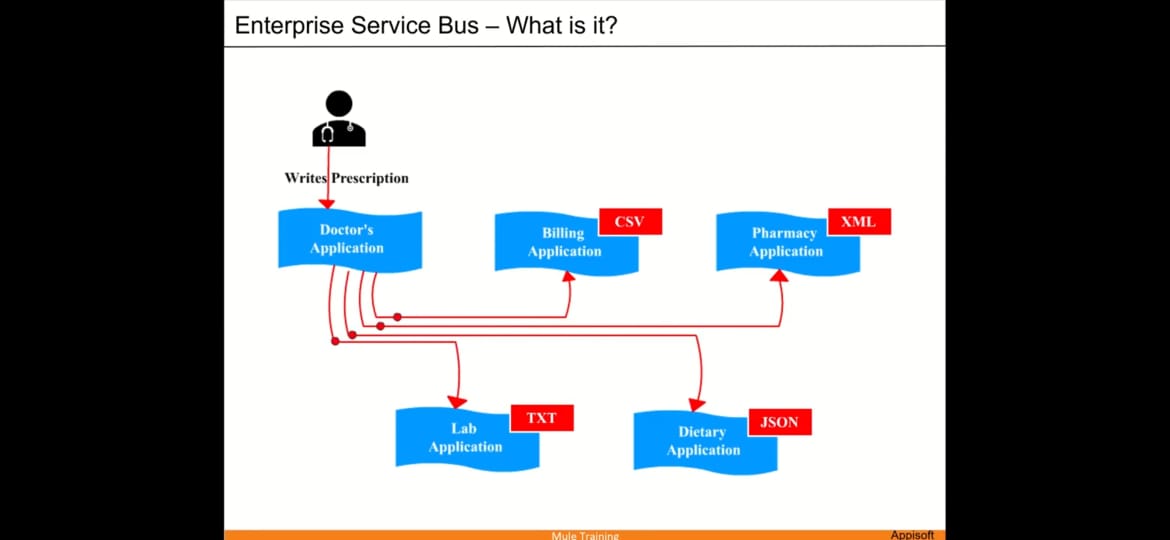 Enterprise Service Bus – What is it?
Writes Prescription
Doctor's
Application
Billing
Application
CSV
Pharmacy
Application
XML
Lab
Application
TXT
Dietary
Application
JSON
Mule Training
Appisoft